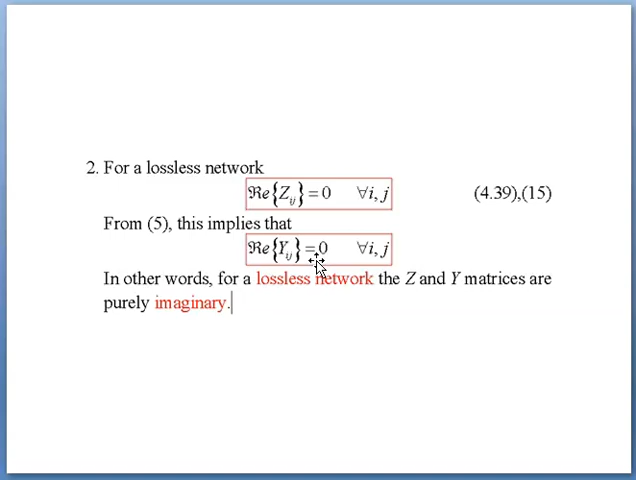 2. For a lossless network
ℜe{Z_ij} = 0 ∀i, j (4.39),(15)
From (5), this implies that
ℜe{Y_ij} = 0 ∀i, j
In other words, for a lossless network the Z and Y matrices are
purely imaginary.